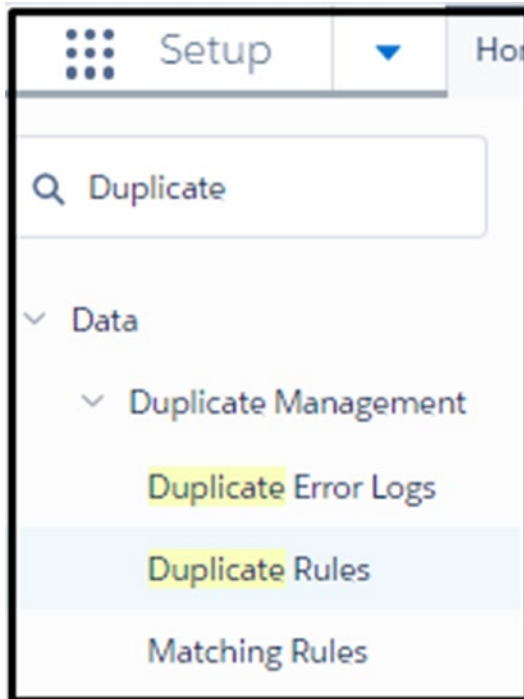 Setup
Duplicate
Data
Duplicate Management
Duplicate Error Logs
Duplicate Rules
Matching Rules